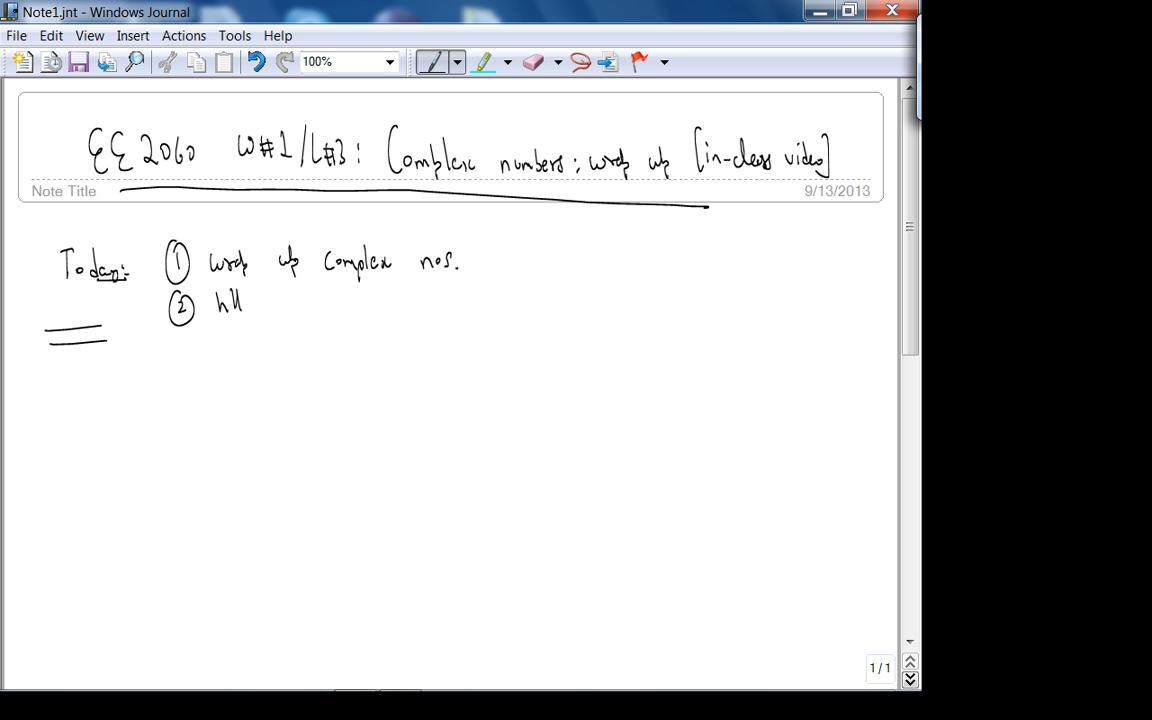 Note1.jnt - Windows Journal
File Edit View Insert Actions Tools Help
100%
EE 2060 W#1/L#3: Complex numbers: wrap up [in-class video]
Note Title
9/13/2013
Today: ① wrap up complex nos.
②
1 / 1